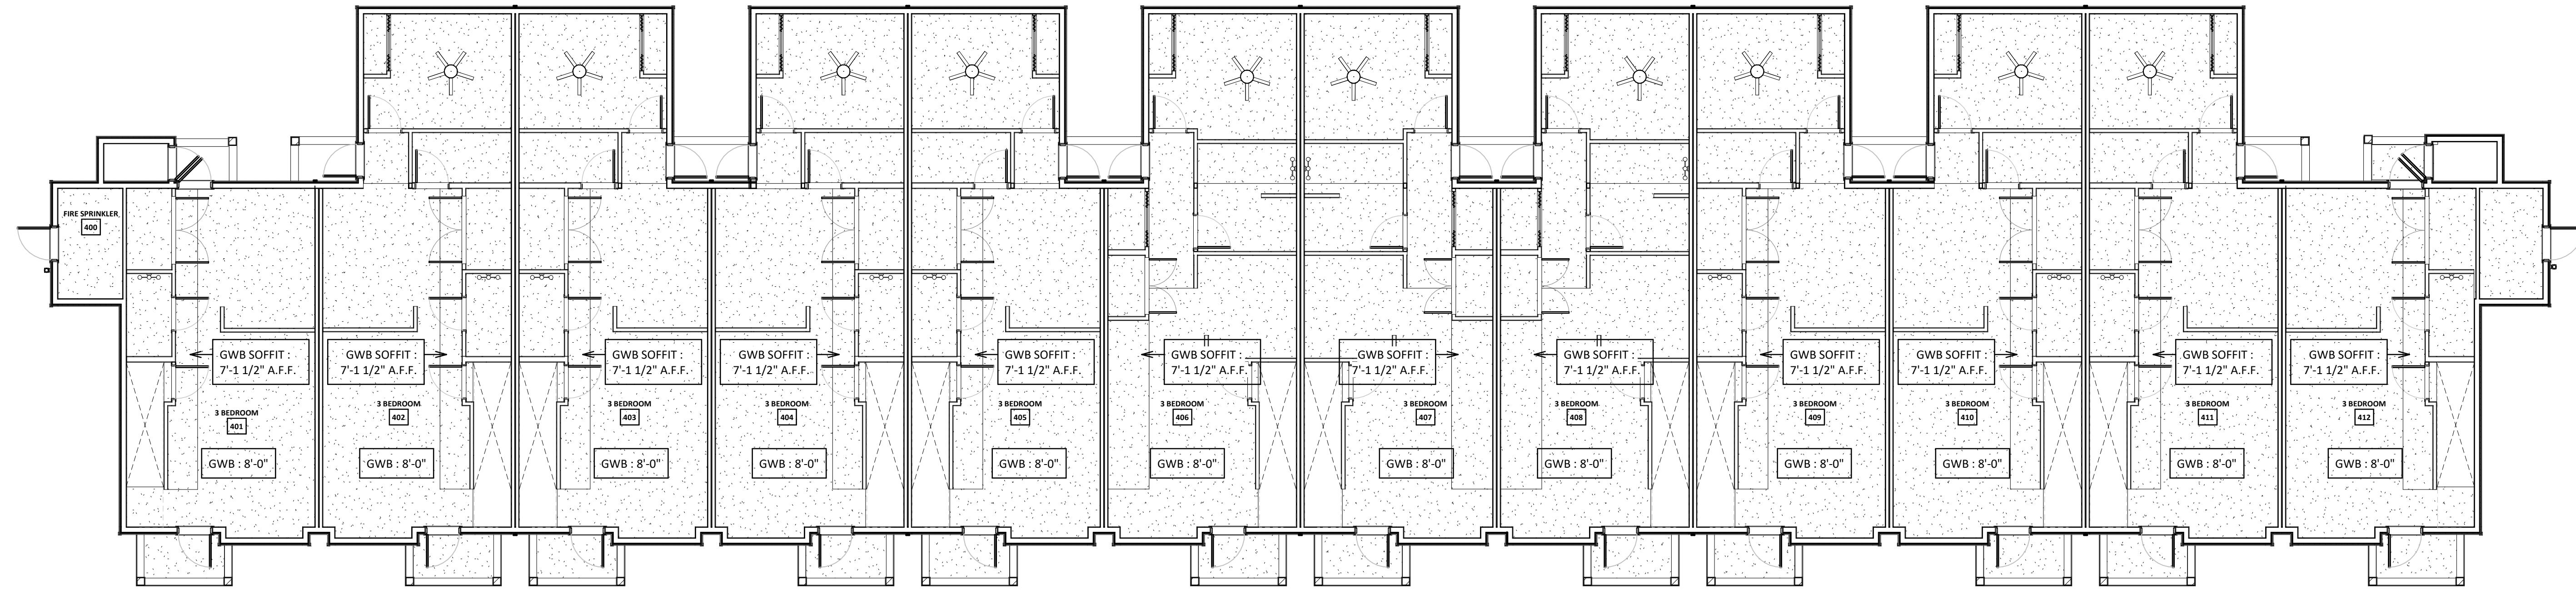 FIRE SPRINKLER
400
GWB SOFFIT :
7'-1 1/2" A.F.F.
GWB SOFFIT :
7'-1 1/2" A.F.F.
GWB SOFFIT :
7'-1 1/2" A.F.F.
GWB SOFFIT :
7'-1 1/2" A.F.F.
GWB SOFFIT :
7'-1 1/2" A.F.F.
GWB SOFFIT :
7'-1 1/2" A.F.F.
GWB SOFFIT :
7'-1 1/2" A.F.F.
GWB SOFFIT :
7'-1 1/2" A.F.F.
GWB SOFFIT :
7'-1 1/2" A.F.F.
GWB SOFFIT :
7'-1 1/2" A.F.F.
GWB SOFFIT :
7'-1 1/2" A.F.F.
GWB SOFFIT :
7'-1 1/2" A.F.F.
3 BEDROOM
401
3 BEDROOM
402
3 BEDROOM
403
3 BEDROOM
404
3 BEDROOM
405
3 BEDROOM
406
3 BEDROOM
407
3 BEDROOM
408
3 BEDROOM
409
3 BEDROOM
410
3 BEDROOM
411
3 BEDROOM
412
GWB : 8'-0"
GWB : 8'-0"
GWB : 8'-0"
GWB : 8'-0"
GWB : 8'-0"
GWB : 8'-0"
GWB : 8'-0"
GWB : 8'-0"
GWB : 8'-0"
GWB : 8'-0"
GWB : 8'-0"
GWB : 8'-0"